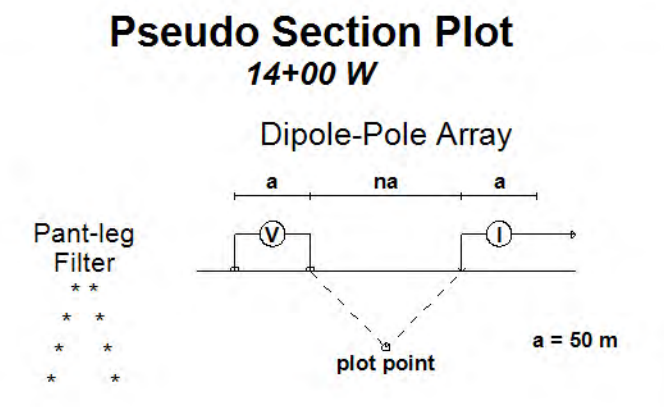 Pseudo Section Plot
14+00 W
Dipole-Pole Array
a na a
V I
Pant-leg
Filter
* *
* *
* *
* *
plot point
a = 50 m